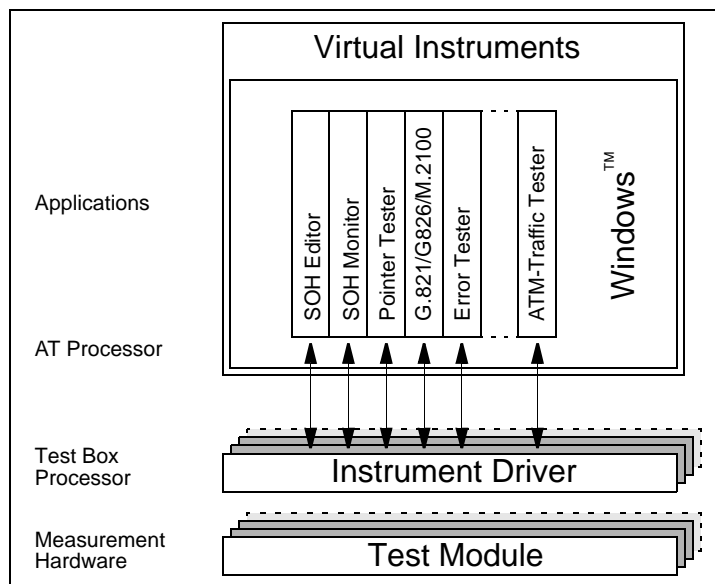 Virtual Instruments
Applications
AT Processor
SOH Editor
SOH Monitor
Pointer Tester
G.821/G826/M.2100
Error Tester
ATM-Traffic Tester
Windows™
Test Box
Processor
Instrument Driver
Measurement
Hardware
Test Module